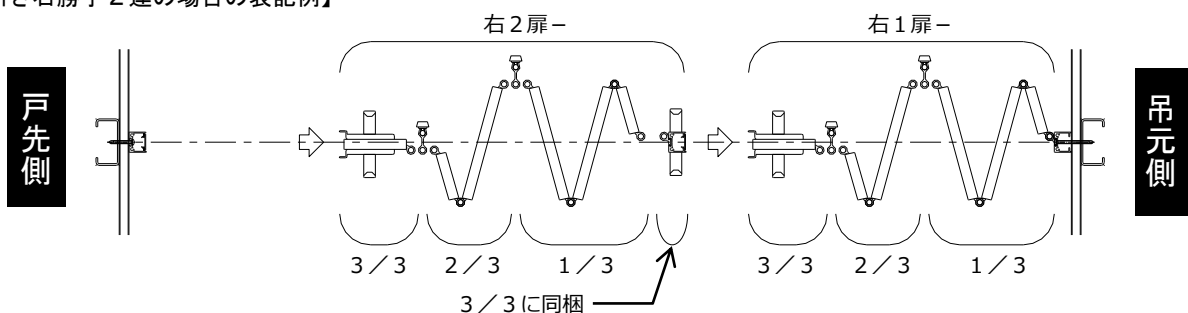 き右勝手２連の場合の表記例】
右２扉－
右１扉－
戸先側
吊元側
３／３
２／３
１／３
３／３
２／３
１／３
３／３に同梱